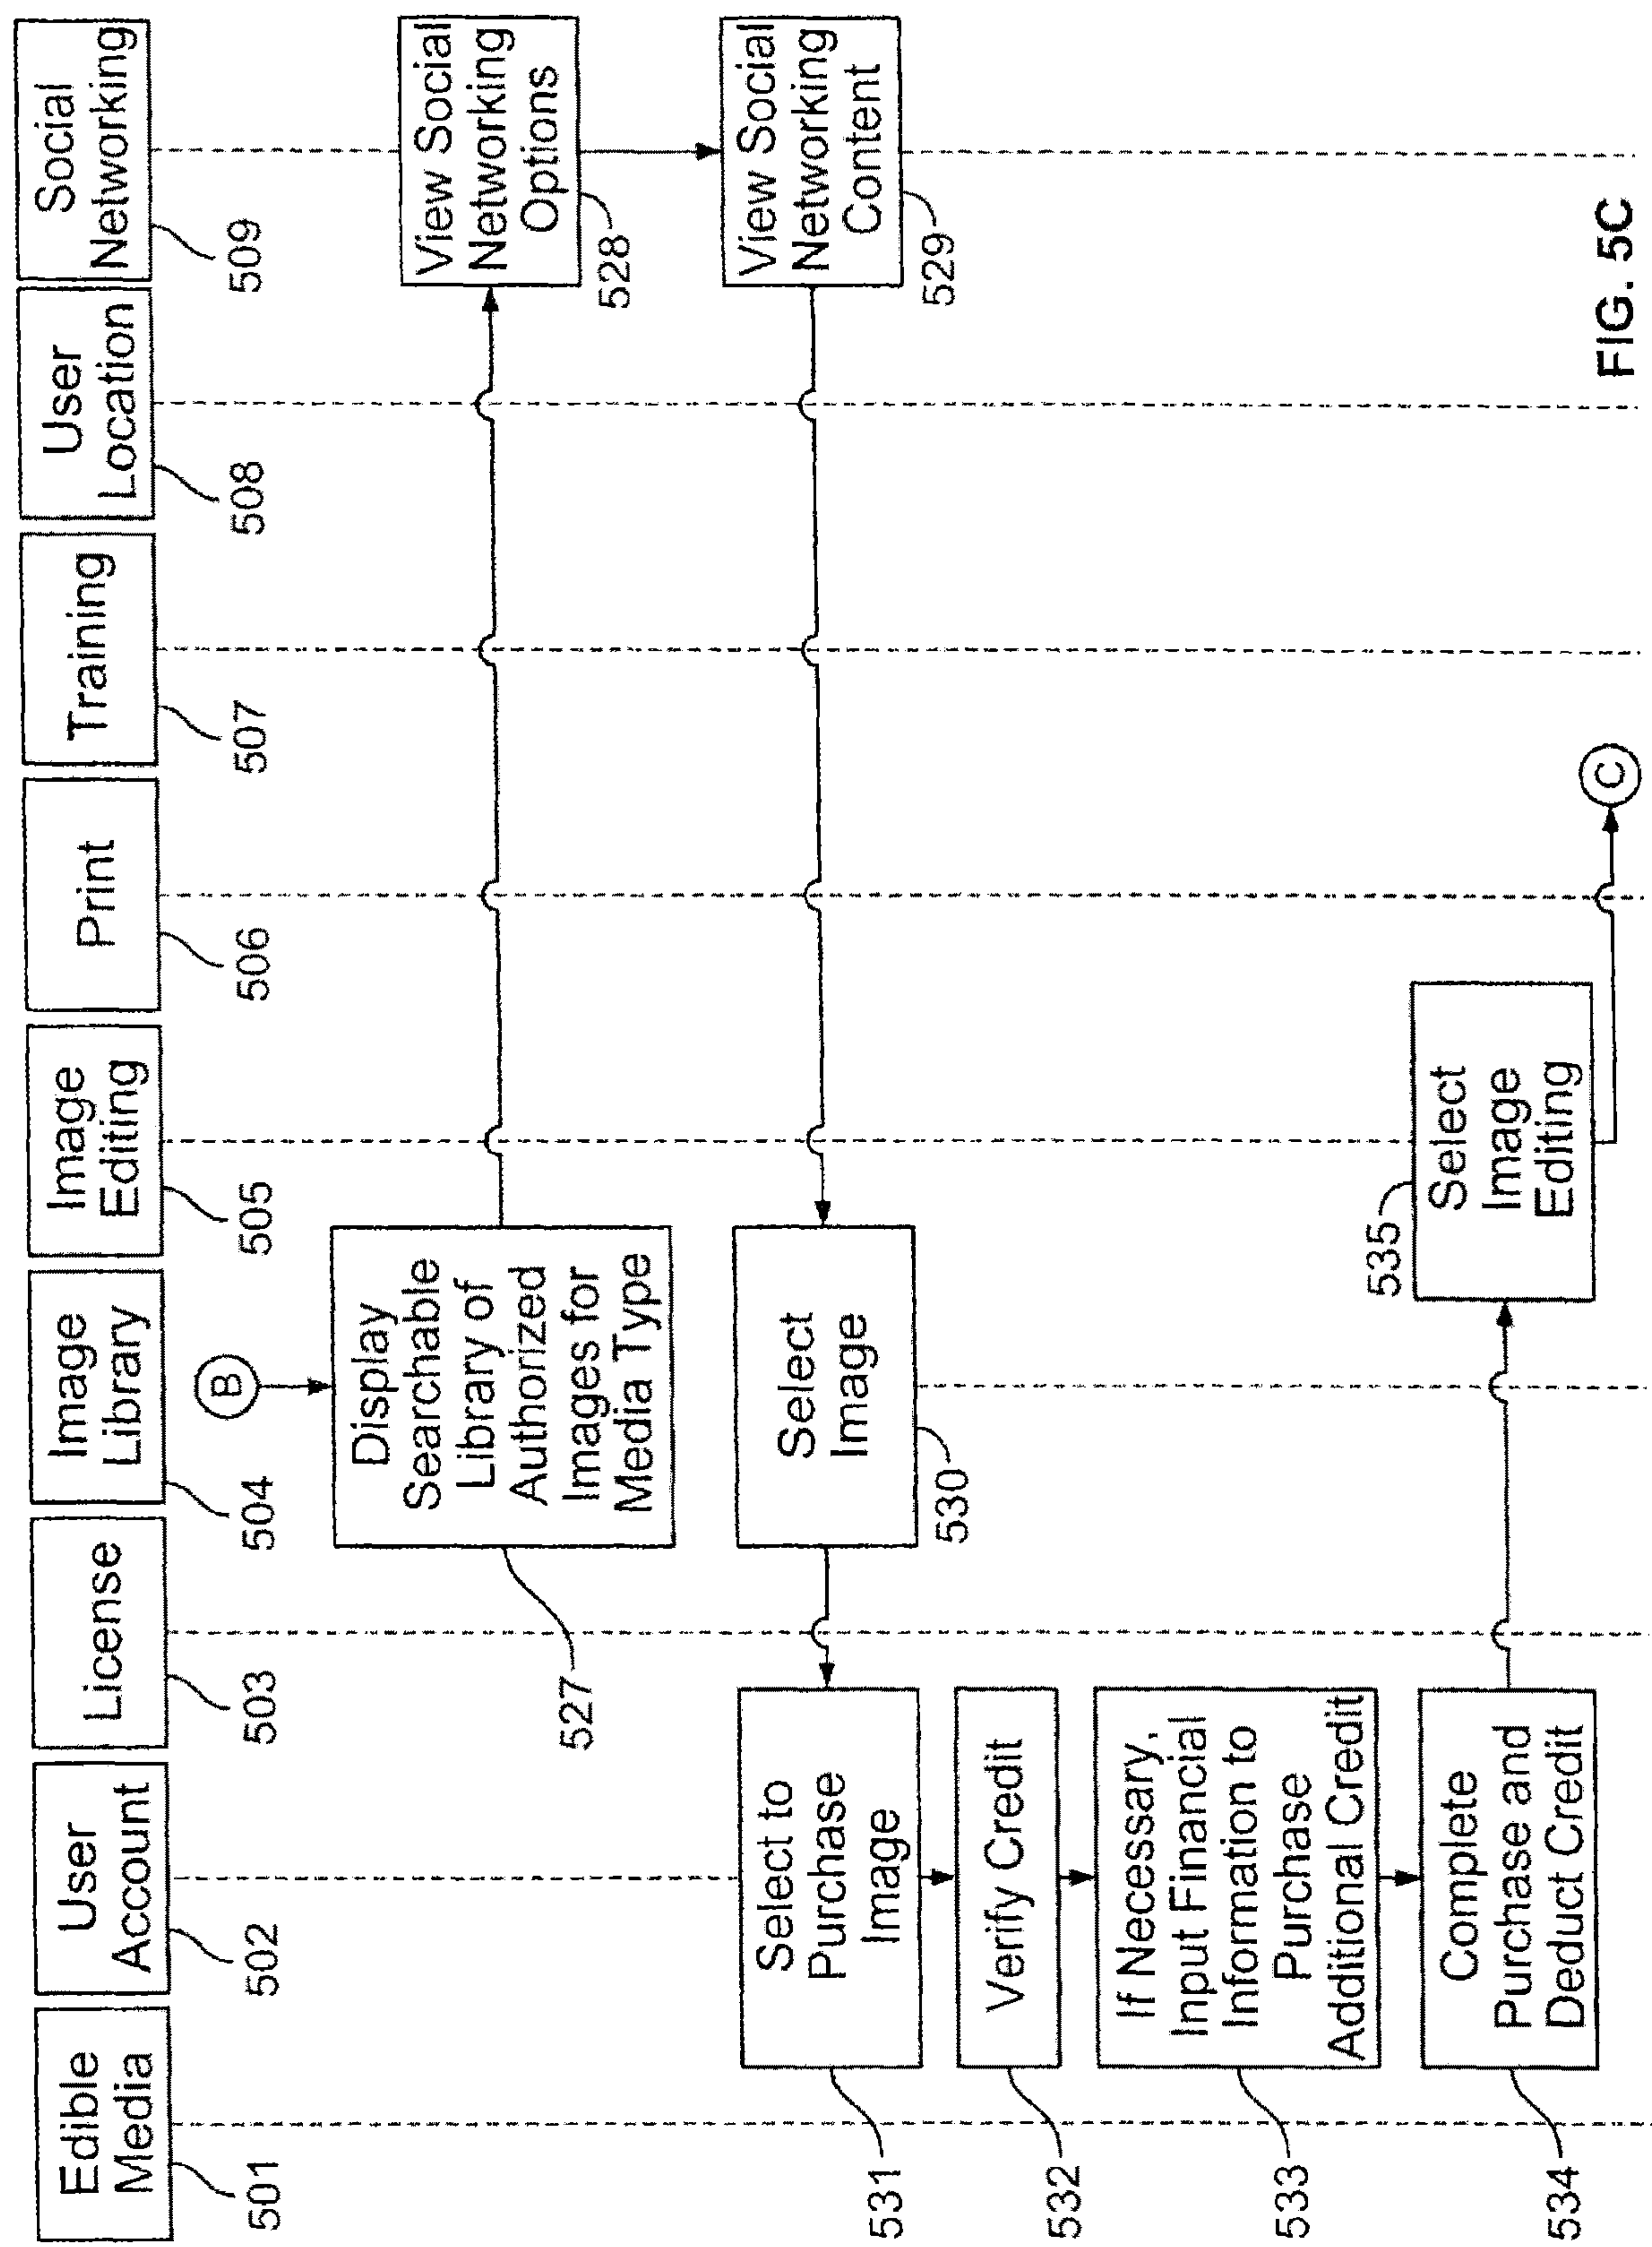 Edible
Media
501
User
Account
502
License
503
Image
Library
504
Image
Editing
505
Print
506
Training
507
User
Location
508
Social
Networking
509
B
Display
Searchable
Library of
Authorized
Images for
Media Type
527
View Social
Networking
Options
528
View Social
Networking
Content
529
Select
Image
530
Select to
Purchase
Image
531
Verify Credit
532
If Necessary,
Input Financial
Information to
Purchase
Additional Credit
533
Complete
Purchase and
Deduct Credit
534
Select
Image
Editing
535
C
FIG. 5C